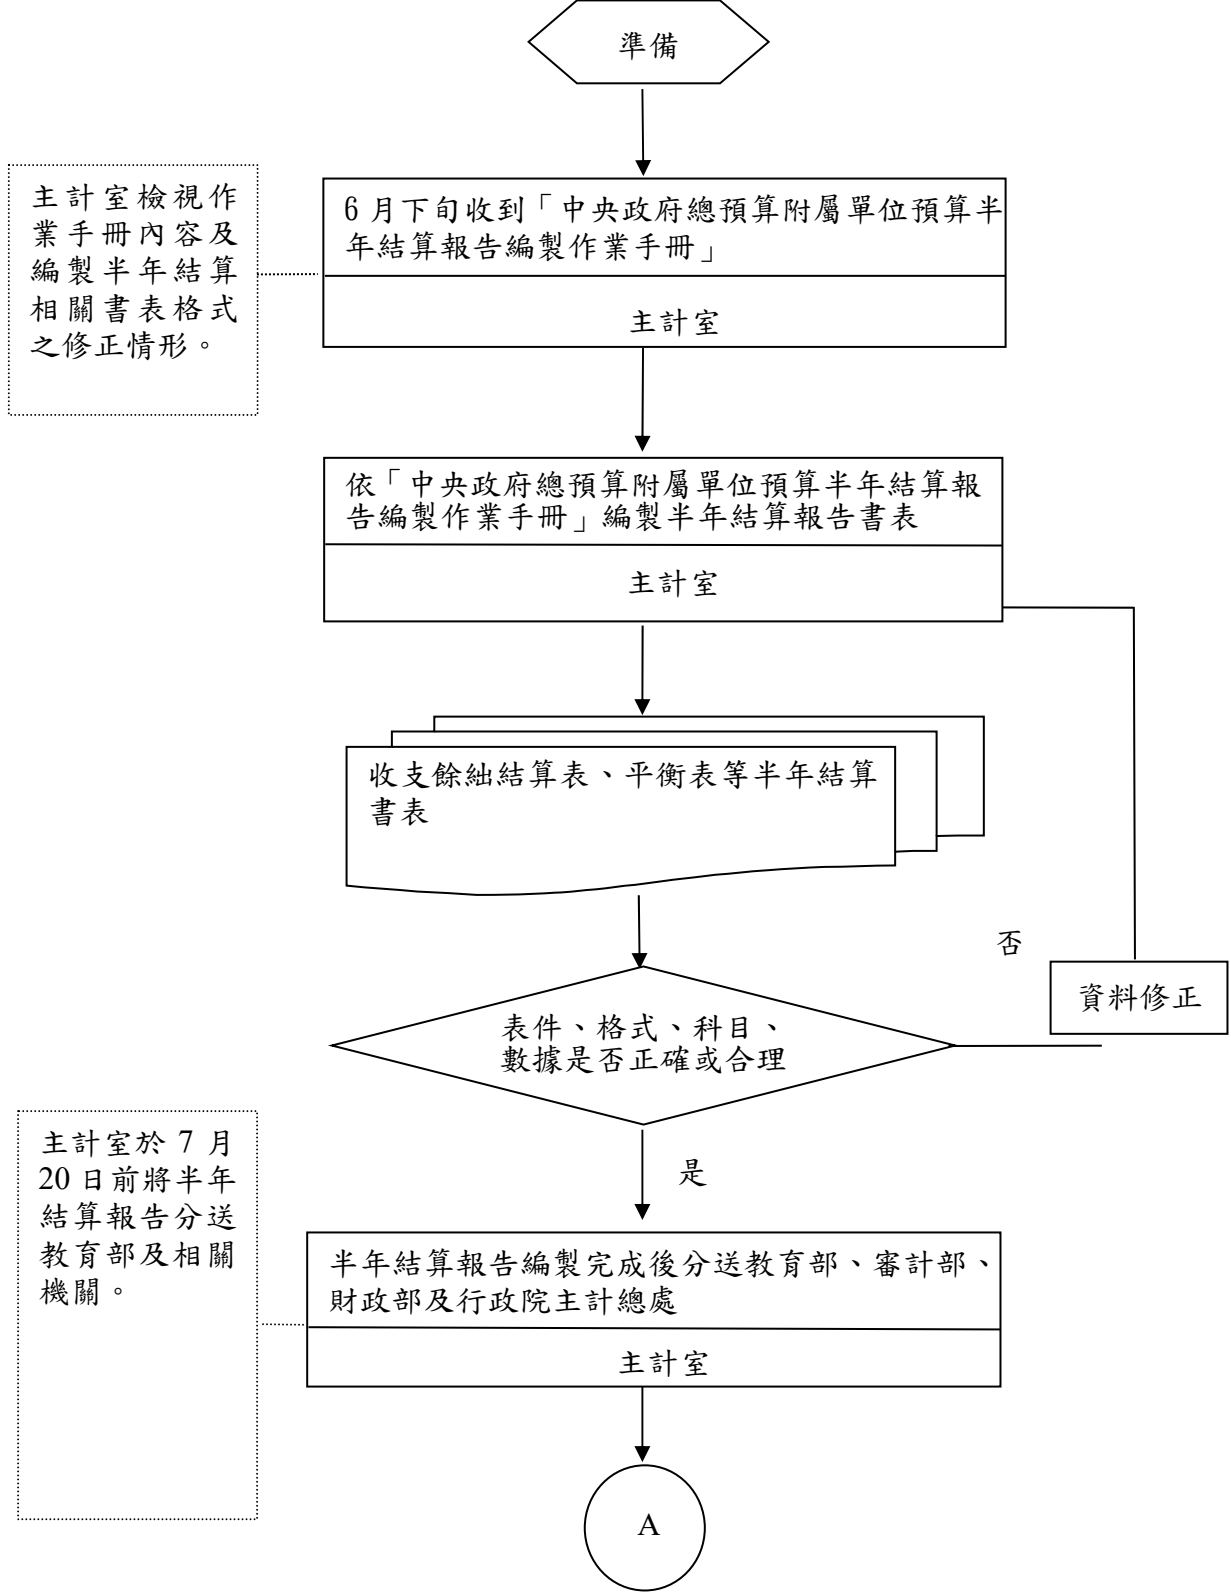 準備
主計室檢視作
業手冊內容及
編製半年結算
相關書表格式
之修正情形。
6 月下旬收到「中央政府總預算附屬單位預算半
年結算報告編製作業手冊」
主計室
依「中央政府總預算附屬單位預算半年結算報
告編製作業手冊」編製半年結算報告書表
主計室
收支餘絀結算表、平衡表等半年結算
書表
否
資料修正
表件、格式、科目、
數據是否正確或合理
是
主計室於 7 月
20 日前將半年
結算報告分送
教育部及相關
機關。
半年結算報告編製完成後分送教育部、審計部、
財政部及行政院主計總處
主計室
A